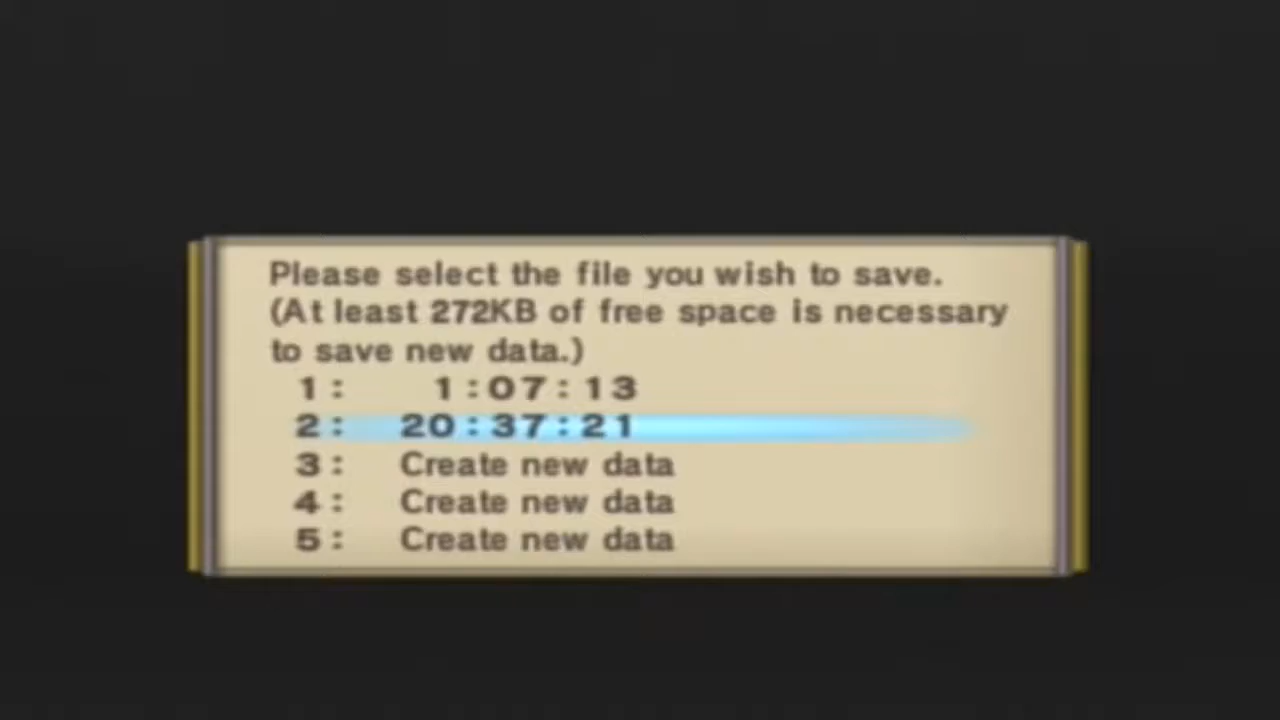 Please select the file you wish to save.
(At least 272KB of free space is necessary
to save new data.)
1: 1:07:13
2: 20:37:21
3: Create new data
4: Create new data
5: Create new data